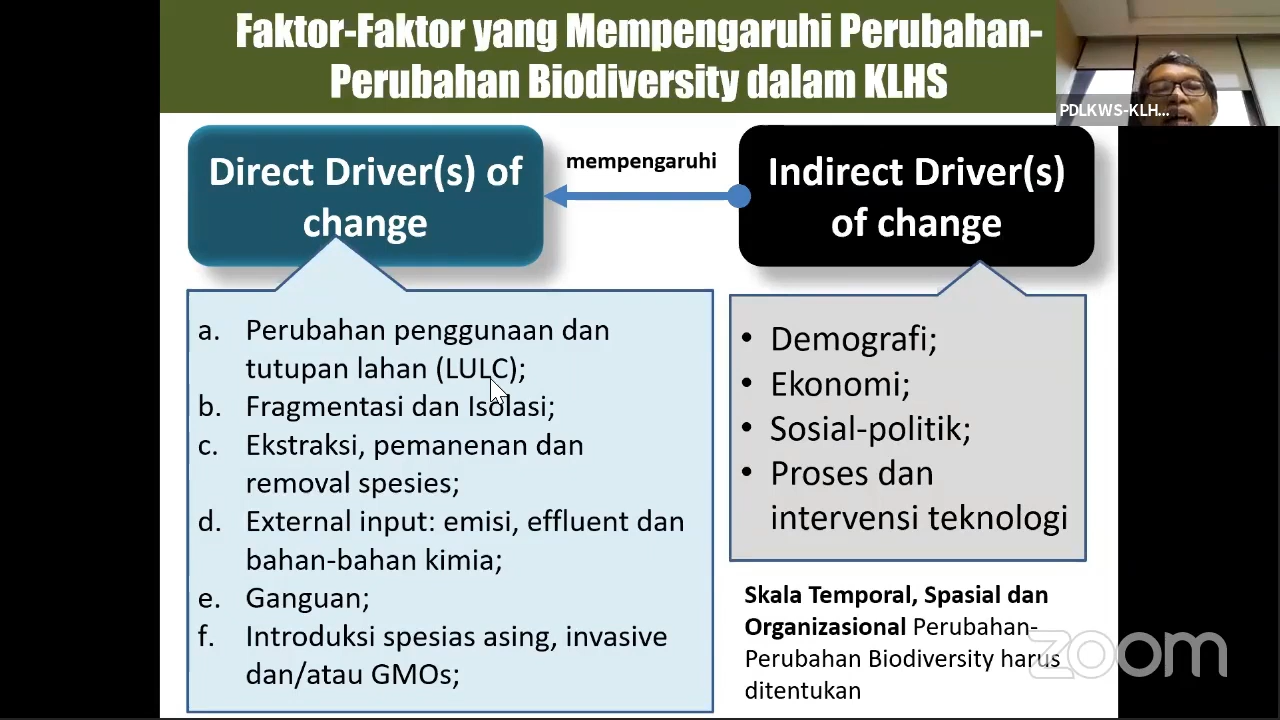 Faktor-Faktor yang Mempengaruhi Perubahan-
Perubahan Biodiversity dalam KLHS
PDLKWS-KLH...
Direct Driver(s) of
change
mempengaruhi
Indirect Driver(s)
of change
a. Perubahan penggunaan dan
tutupan lahan (LULC);
b. Fragmentasi dan Isolasi;
c. Ekstraksi, pemanenan dan
removal spesies;
d. External input: emisi, effluent dan
bahan-bahan kimia;
e. Ganguan;
f. Introduksi spesias asing, invasive
dan/atau GMOs;
• Demografi;
• Ekonomi;
• Sosial-politik;
• Proses dan
intervensi teknologi
Skala Temporal, Spasial dan
Organizasional Perubahan-
Perubahan Biodiversity harus
ditentukan
zoom